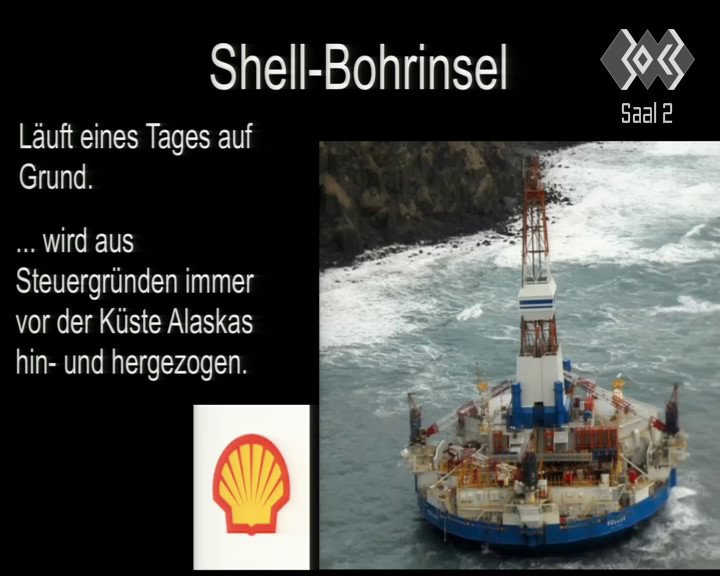 Shell-Bohrinsel
Saal 2
Läuft eines Tages auf
Grund.
... wird aus
Steuergründen immer
vor der Küste Alaskas
hin- und hergezogen.